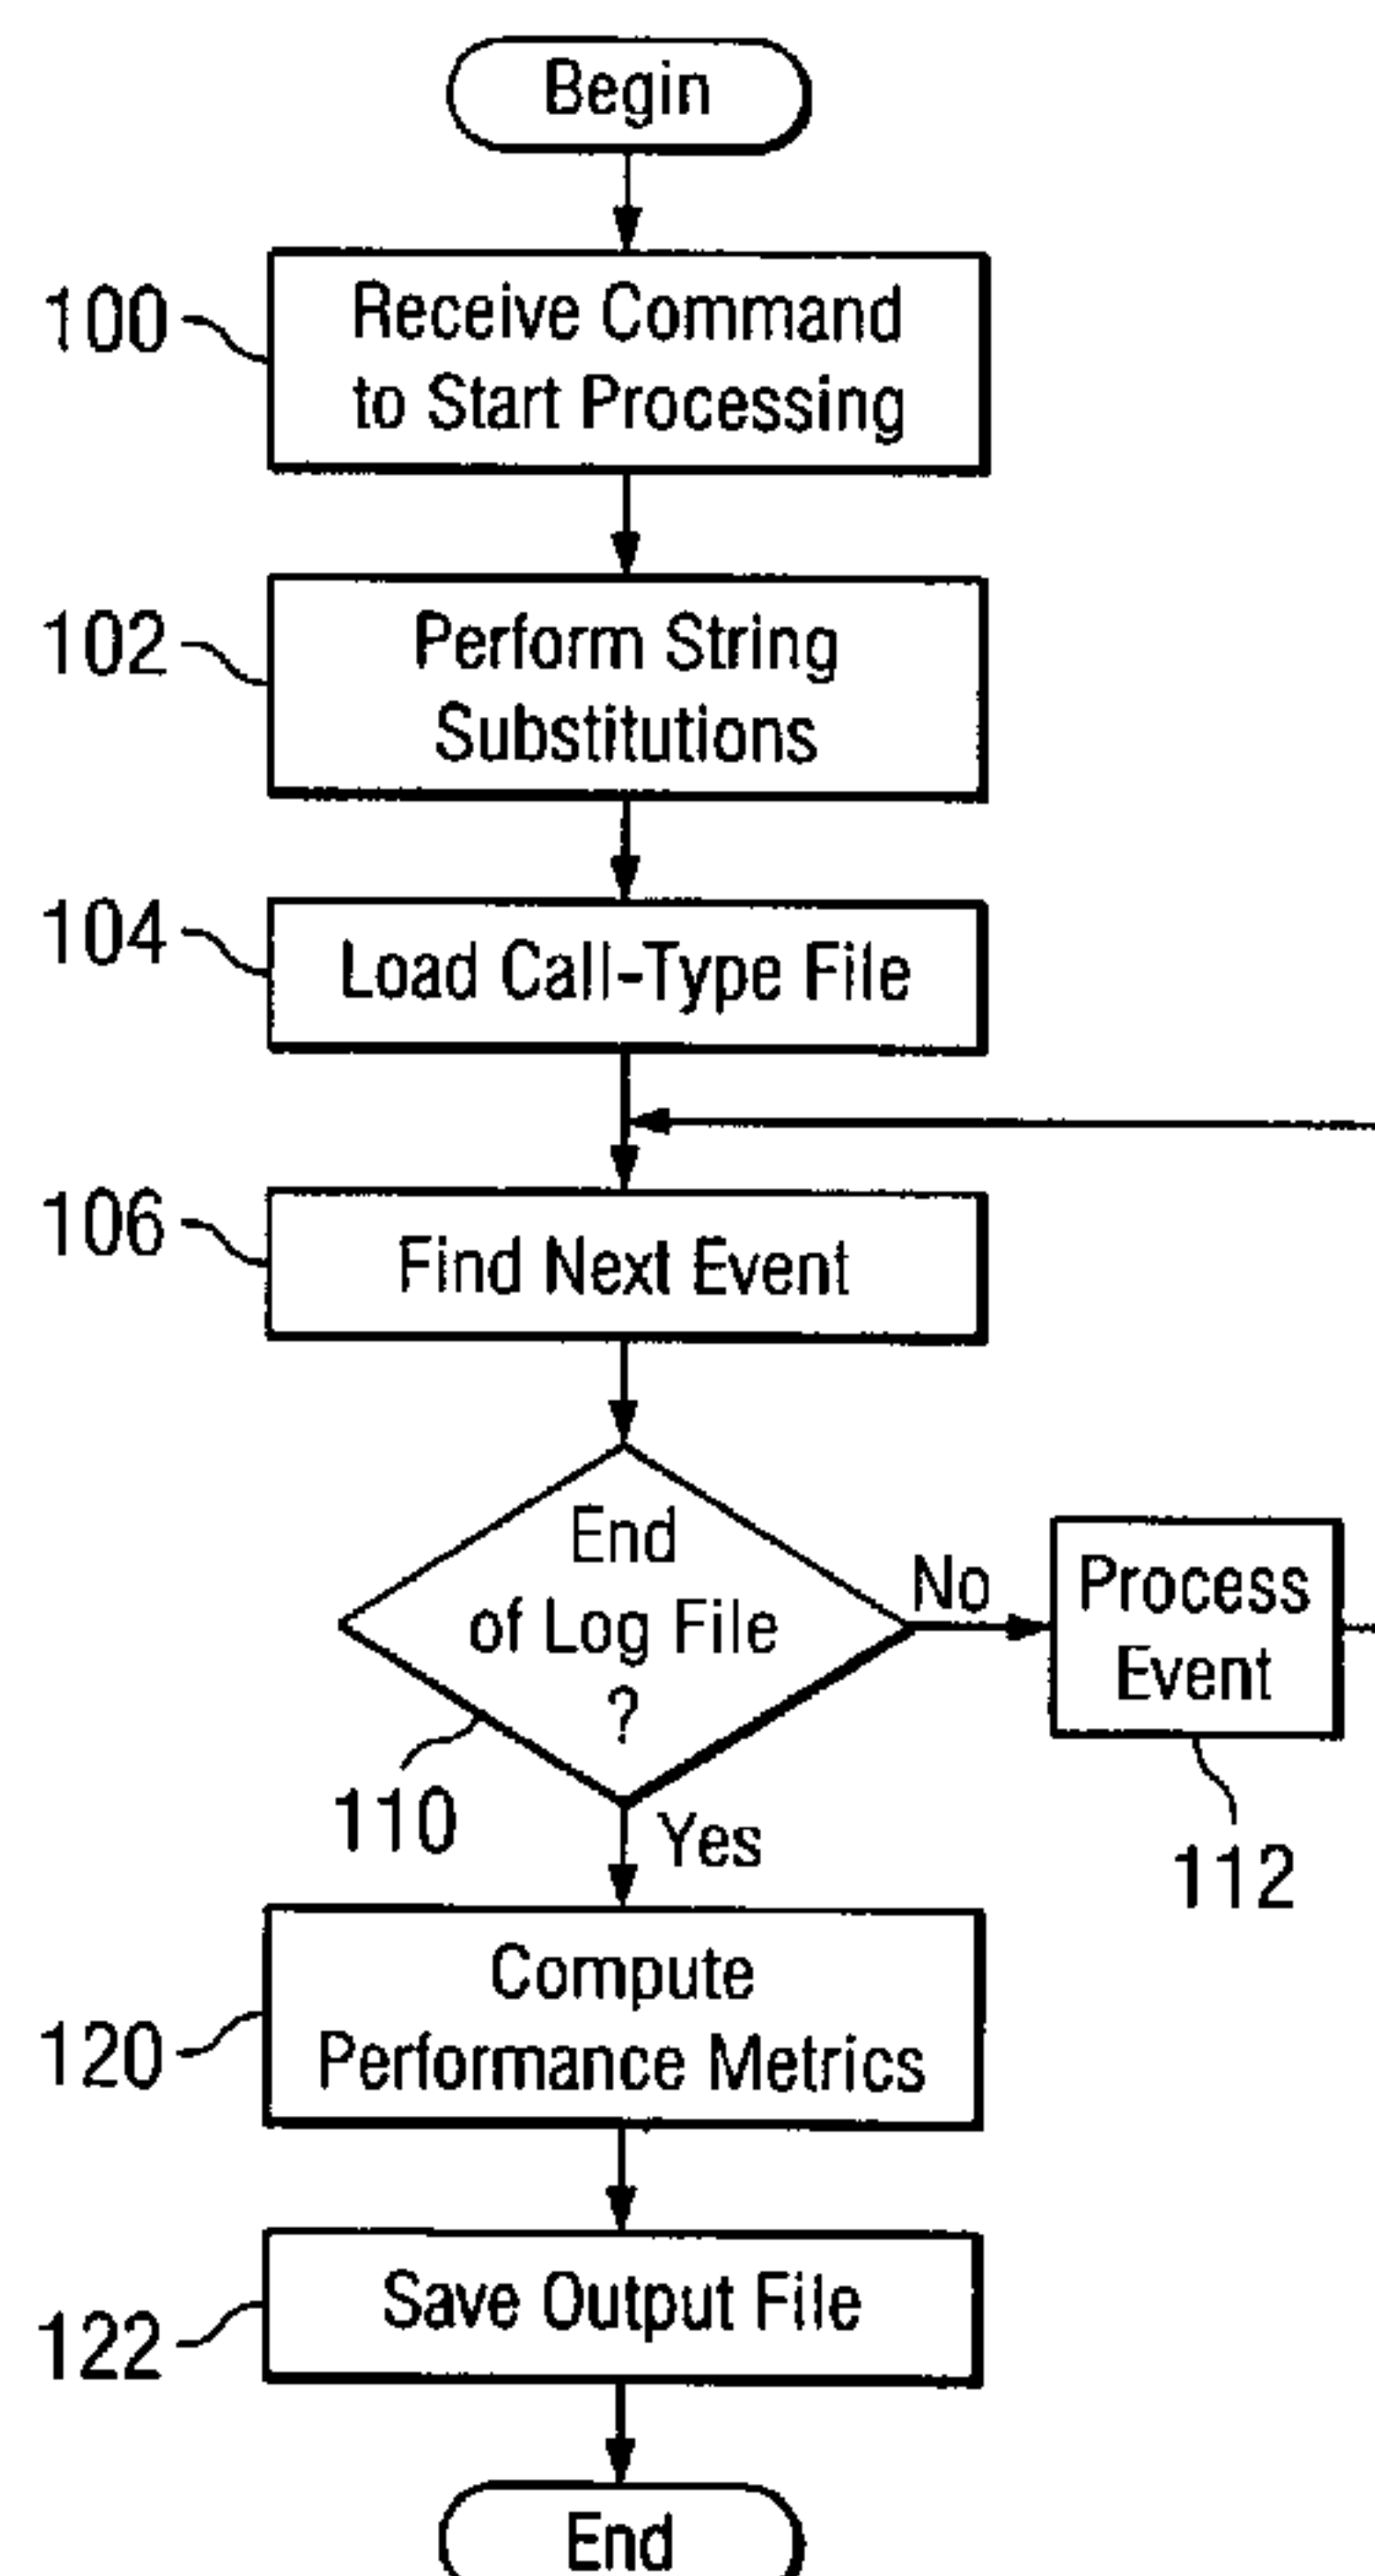 Begin
100
Receive Command
to Start Processing
102
Perform String
Substitutions
104
Load Call-Type File
106
Find Next Event
End
of Log File
?
110
No
Process
Event
112
Yes
120
Compute
Performance Metrics
122
Save Output File
End